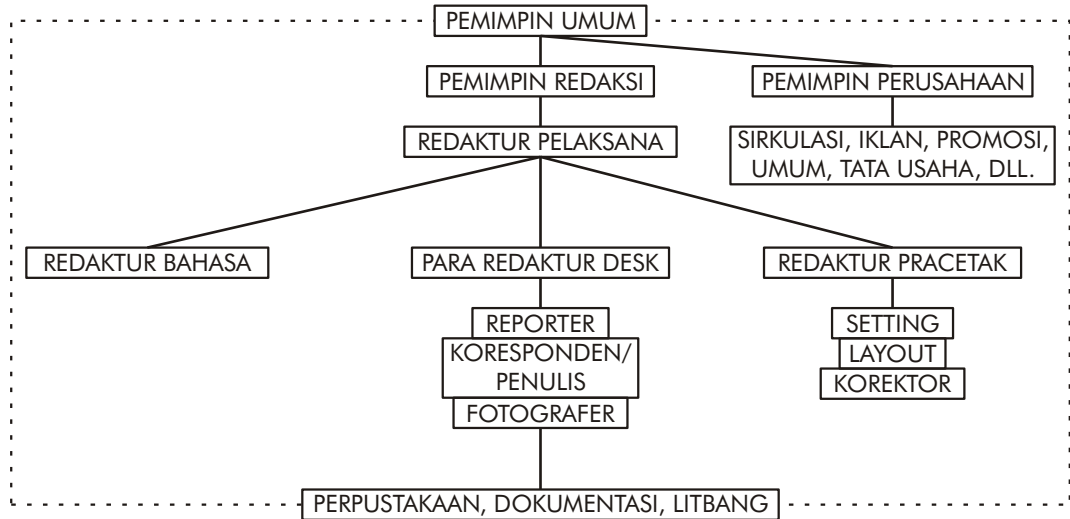 PEMIMPIN UMUM
PEMIMPIN REDAKSI
PEMIMPIN PERUSAHAAN
REDAKTUR PELAKSANA
SIRKULASI, IKLAN, PROMOSI,
UMUM, TATA USAHA, DLL.
REDAKTUR BAHASA
PARA REDAKTUR DESK
REDAKTUR PRACETAK
REPORTER
KORESPONDEN/
PENULIS
FOTOGRAFER
SETTING
LAYOUT
KOREKTOR
PERPUSTAKAAN, DOKUMENTASI, LITBANG